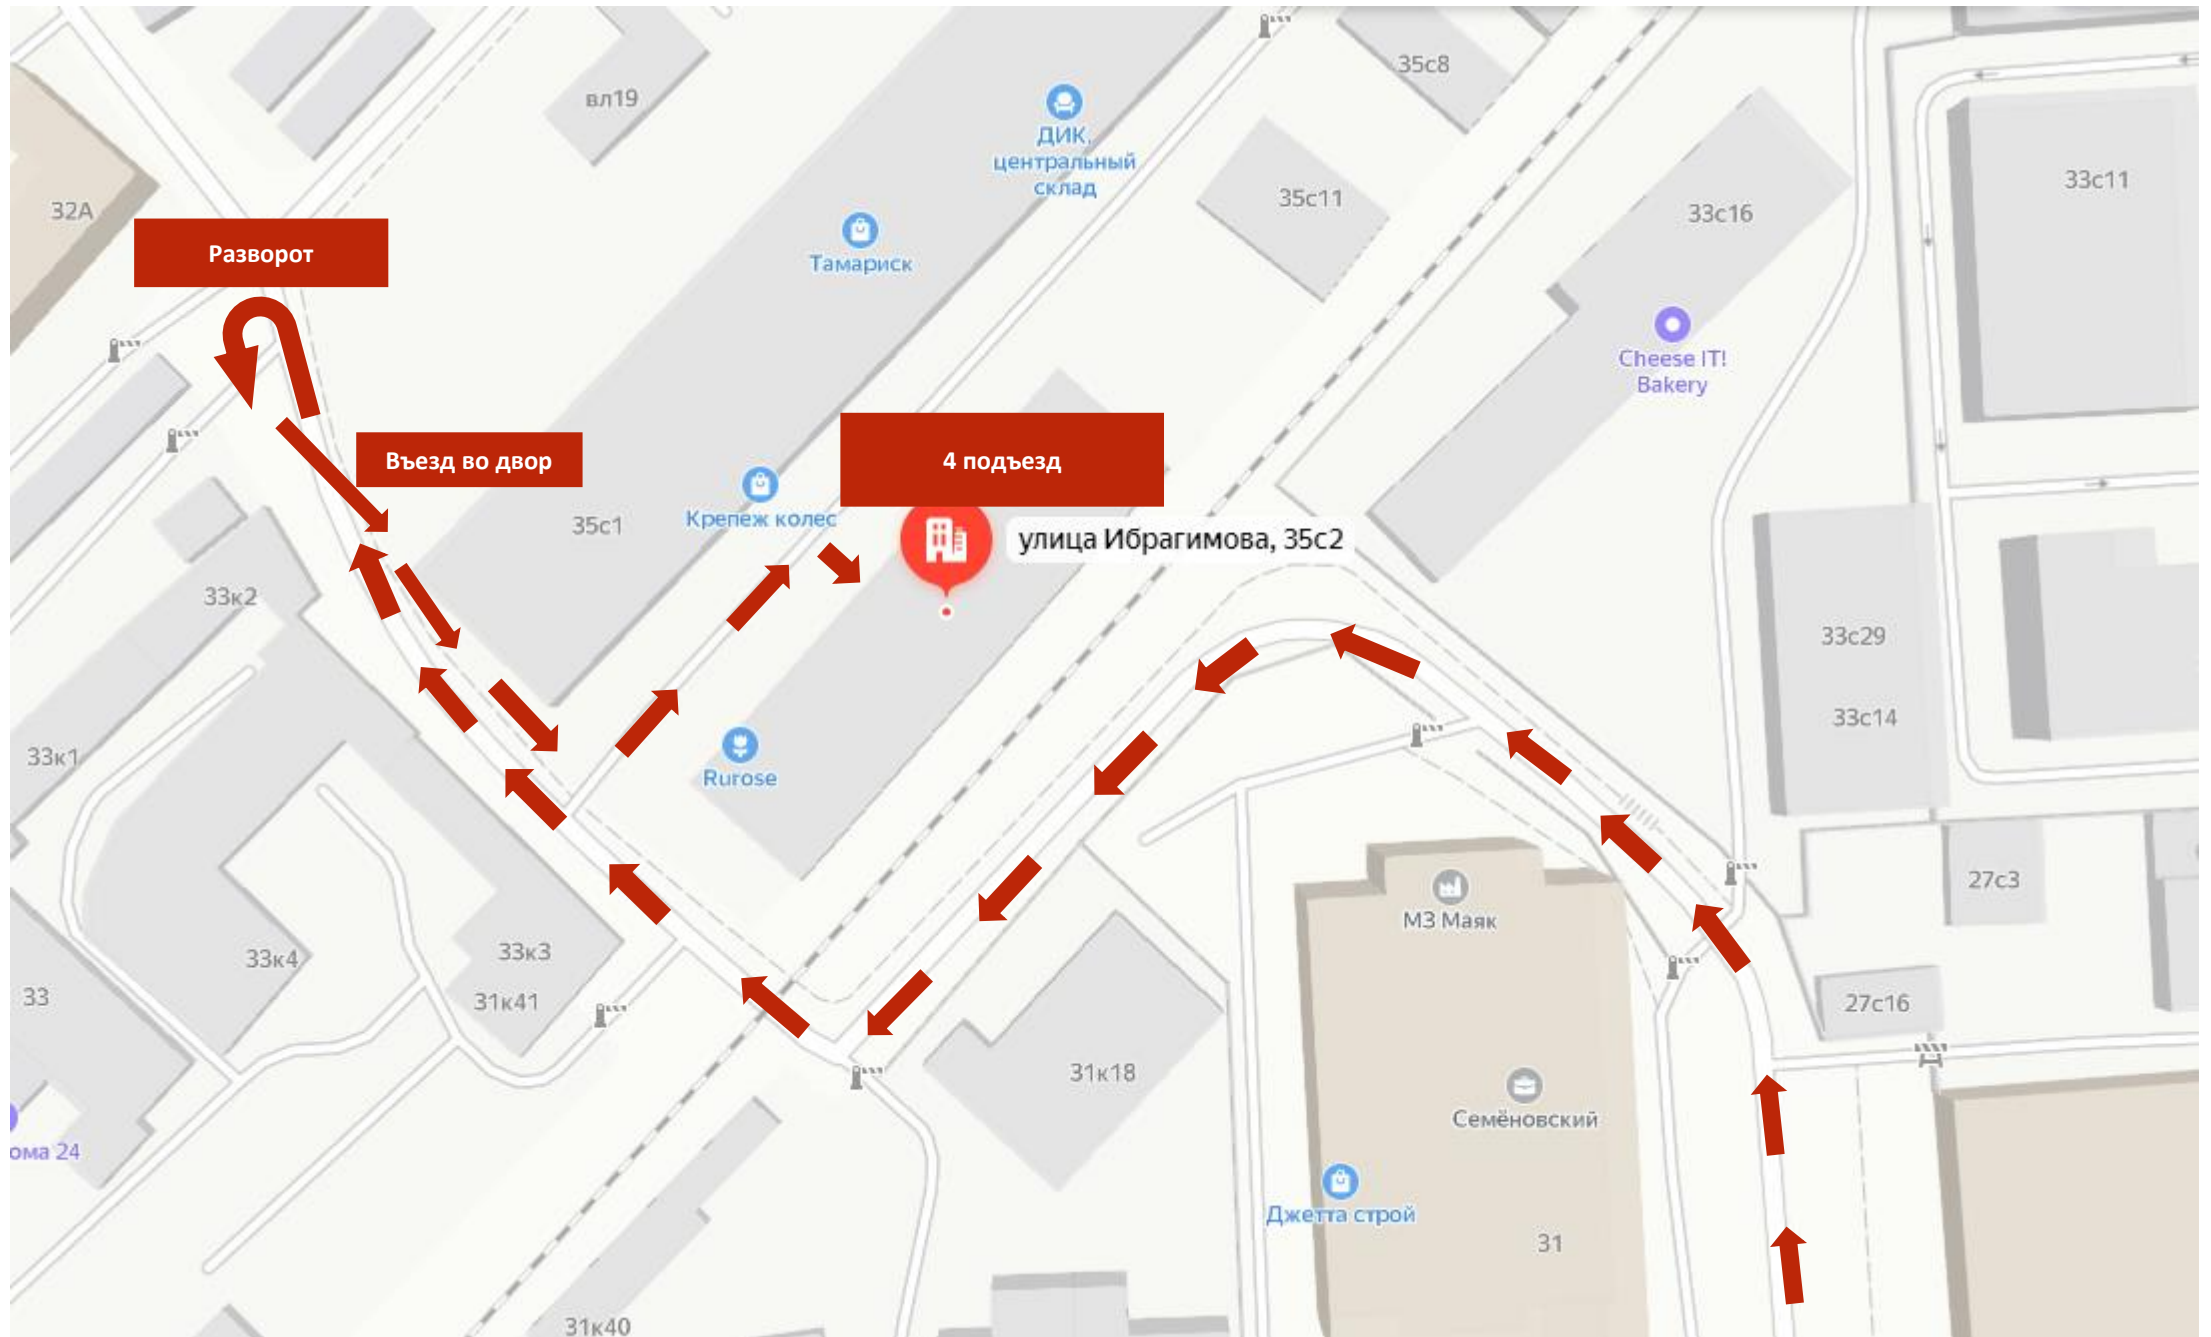 35с8
вл19
ДИК,
центральный
склад
33с11
35с11
32А
33с16
Разворот
Тамариск
Cheese IT!
Bakery
4 подъезд
Въезд во двор
Крепеж колес
35с1
улица Ибрагимова, 35с2
33к2
33с29
33с14
33к1
Rurose
27с3
МЗ Маяк
33к3
33к4
33
31к41
27с16
31к18
Семёновский
ома 24
Джетта строй
31
31к40